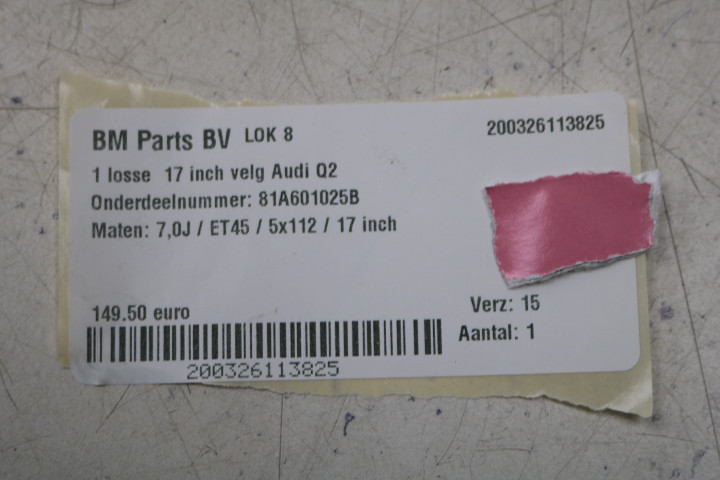 BM Parts BV LOK 8 200326113825
1 losse 17 inch velg Audi Q2
Onderdeelnummer: 81A601025B
Maten: 7,0J / ET45 / 5x112 / 17 inch
149.50 euro Verz: 15
Aantal: 1
200326113825